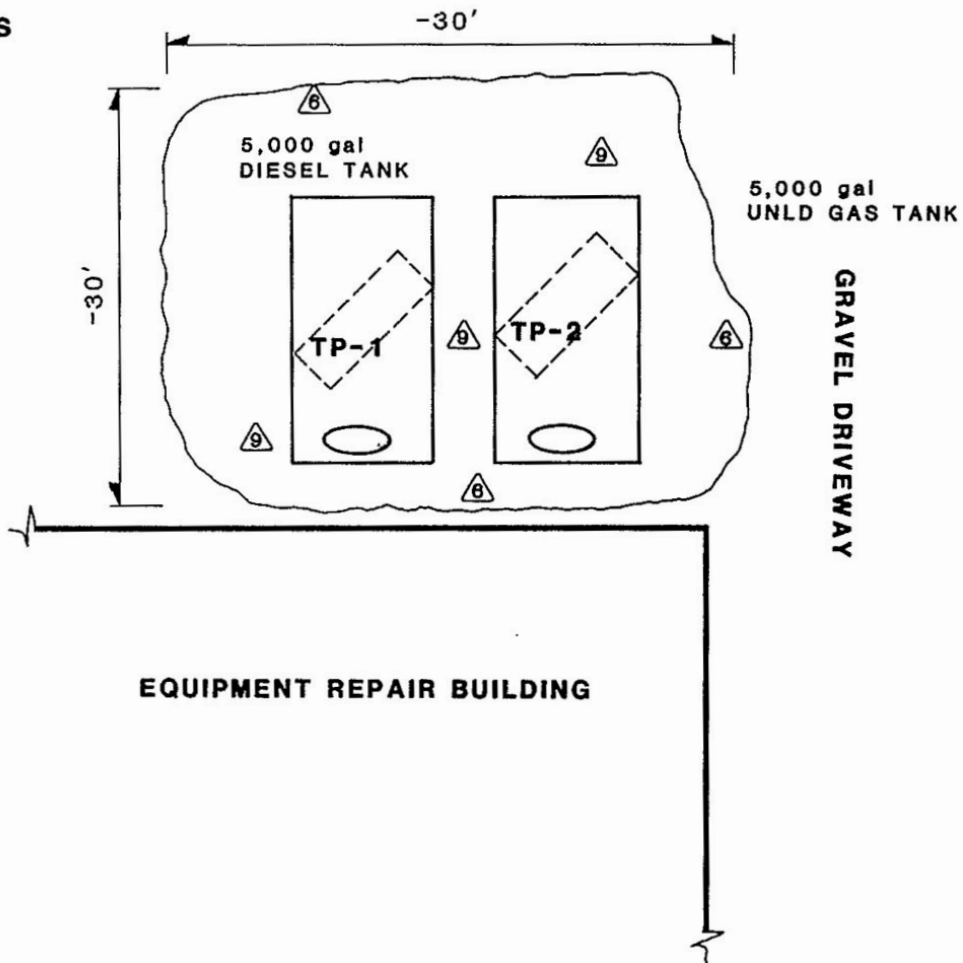 s
-30'
6
5,000 gal
DIESEL TANK
9
5,000 gal
UNLD GAS TANK
-30'
TP-1
9
TP-2
6
GRAVEL DRIVEWAY
9
6
EQUIPMENT REPAIR BUILDING